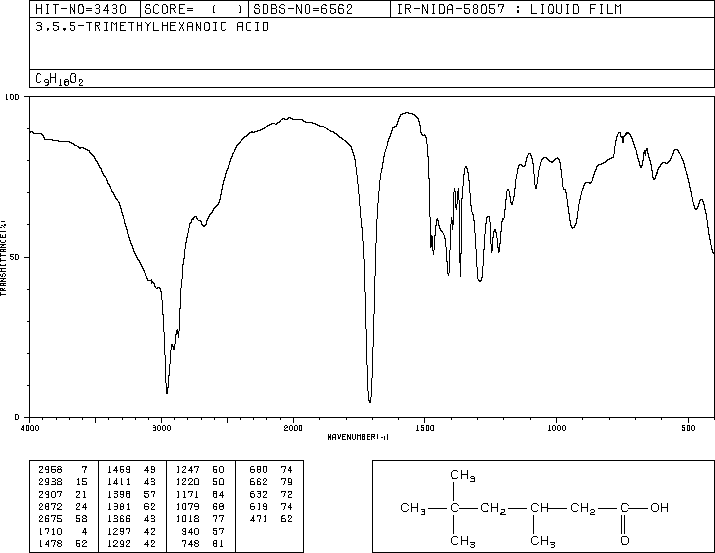 HIT-NO=3430 SCORE= ( ) SDBS-NO=6562 IR-NIDA-58057 : LIQUID FILM
3,5,5-TRIMETHYLHEXANOIC ACID
C9H18O2
100
50
0
TRANSMITTANCE(%)
4000 3000 2000 1500 1000 500
WAVENUMBER(-1)
2958 7 1469 49 1247 50 680 74
2938 15 1411 43 1220 50 662 79
2907 21 1398 57 1171 64 632 72
2872 24 1381 62 1079 68 619 74
2675 58 1366 43 1018 77 471 62
1710 4 1297 42 940 57
1478 52 1292 42 748 81
CH3
CH3 C CH2 CH CH2 C OH
CH3 CH3 O